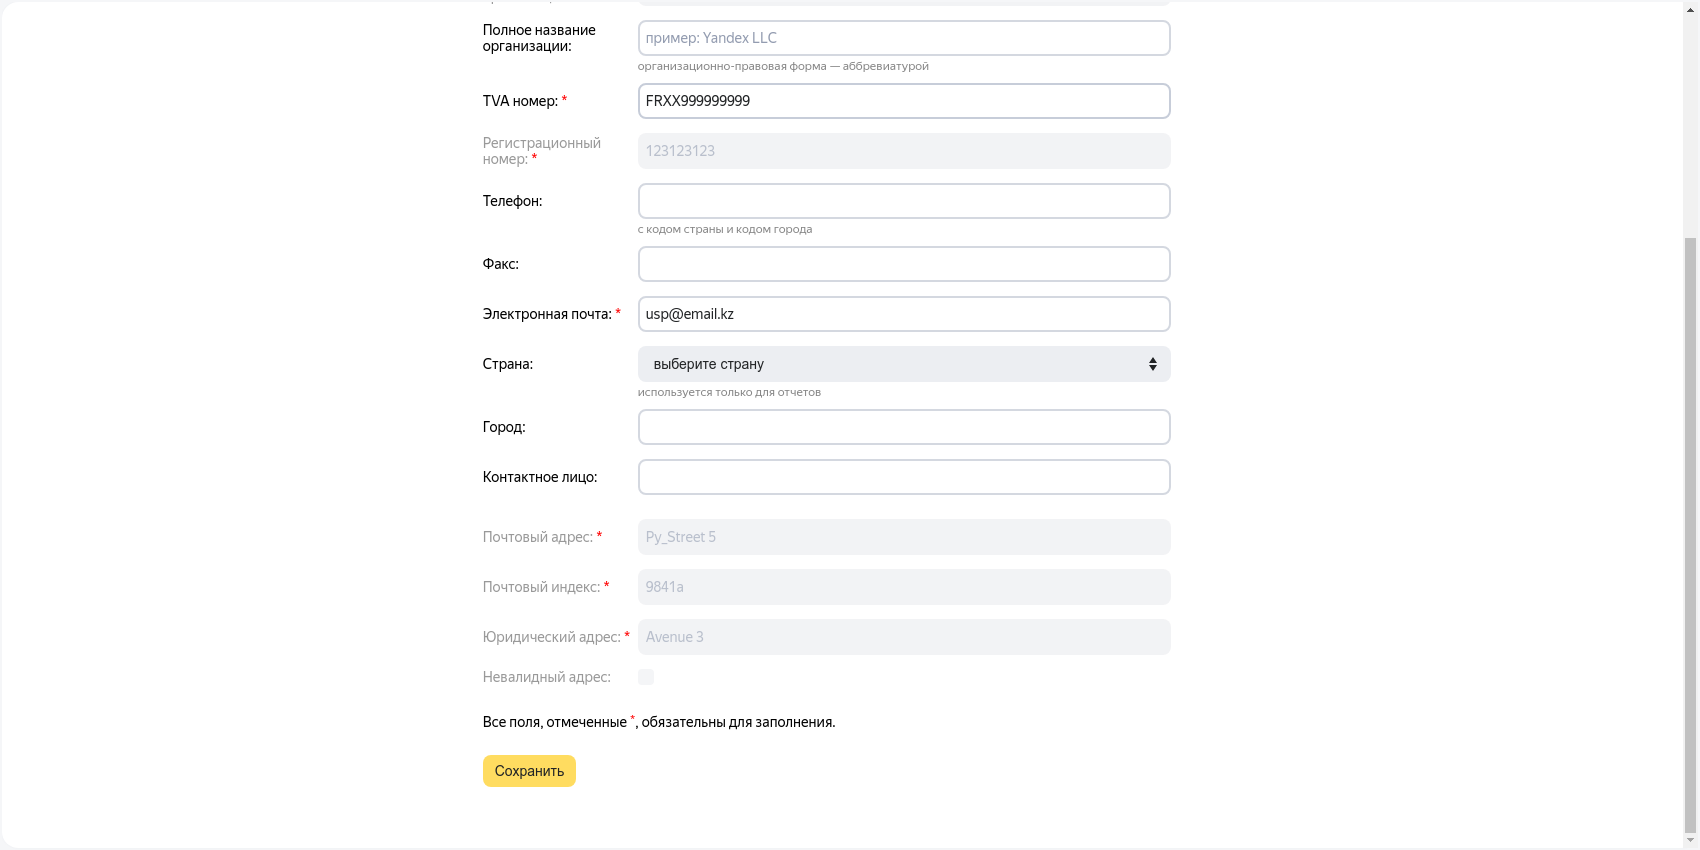 Полное название
организации:
пример: Yandex LLC
организационно-правовая форма — аббревиатурой
TVA номер: *
FRXX999999999
Регистрационный
номер: *
123123123
Телефон:
с кодом страны и кодом города
Факс:
Электронная почта: *
usp@email.kz
Страна:
выберите страну
используется только для отчетов
Город:
Контактное лицо:
Почтовый адрес: *
Py_Street 5
Почтовый индекс: *
9841a
Юридический адрес: *
Avenue 3
Невалидный адрес:
Все поля, отмеченные *, обязательны для заполнения.
Сохранить